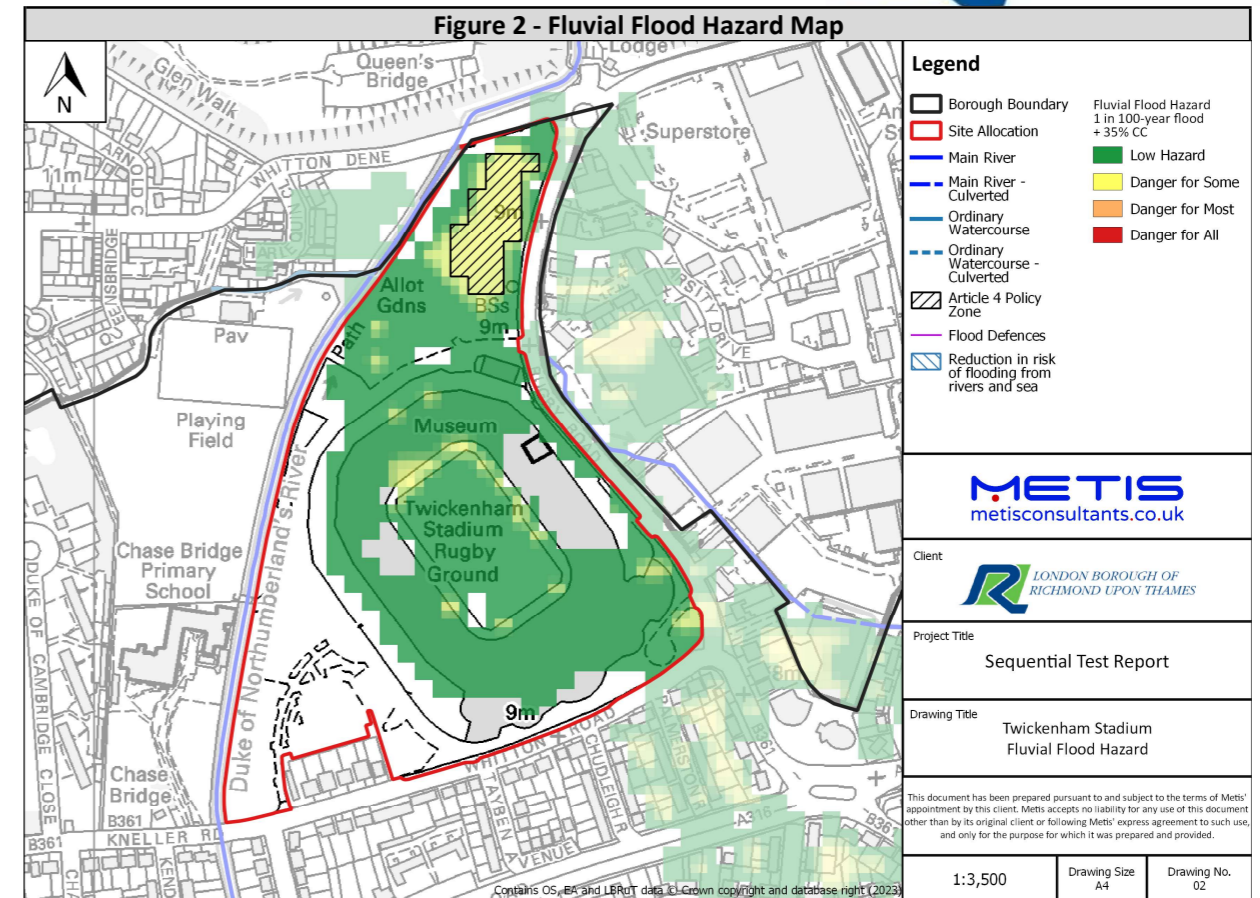 Figure 2 - Fluvial Flood Hazard Map
N
Glen Walk
Queen's
Bridge
Lodge
WHITTON DENE
ARNOLD
11m
Superstore
QUEENSBRIDGE
Pav
Playing
Field
Path
Allot
Gdns
9m
BSs
9m
Museum
Twickenham
Stadium
Rugby
Ground
Duke of Northumberland's River
Chase Bridge
Primary
School
DUKE OF CAMBRIDGE CLOSE
Chase
Bridge
B361
KNELLER RD
9m
WHITTON ROAD
CHUDLEIGH
TAYBEN
AVENUE
A316
B361
B361
8m
Contains OS, EA and LBRuT data © Crown copyright and database right (2023)
Legend
Borough Boundary
Site Allocation
Main River
Main River -
Culverted
Ordinary
Watercourse
Ordinary
Watercourse -
Culverted
Article 4 Policy
Zone
Flood Defences
Reduction in risk
of flooding from
rivers and sea
Fluvial Flood Hazard
1 in 100-year flood
+ 35% CC
Low Hazard
Danger for Some
Danger for Most
Danger for All
METIS
metisconsultants.co.uk
Client
LONDON BOROUGH OF
RICHMOND UPON THAMES
Project Title
Sequential Test Report
Drawing Title
Twickenham Stadium
Fluvial Flood Hazard
This document has been prepared pursuant to and subject to the terms of Metis'
appointment by this client. Metis accepts no liability for any use of this document
other than by its original client or following Metis' express agreement to such use,
and only for the purpose for which it was prepared and provided.
1:3,500
Drawing Size
A4
Drawing No.
02